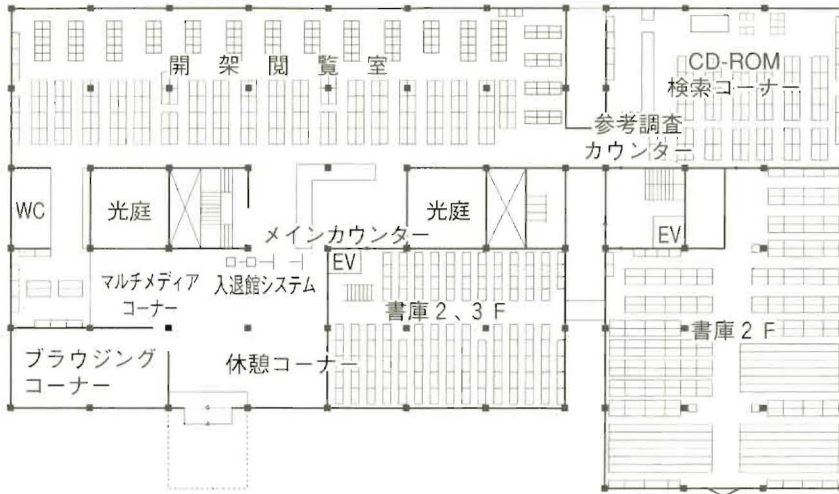 開架閲覧室
CD-ROM
検索コーナー
参考調査
カウンター
WC
光庭
光庭
メインカウンター
EV
EV
マルチメディア
コーナー
入退館システム
書庫2、3F
書庫2F
ブラウジング
コーナー
休憩コーナー